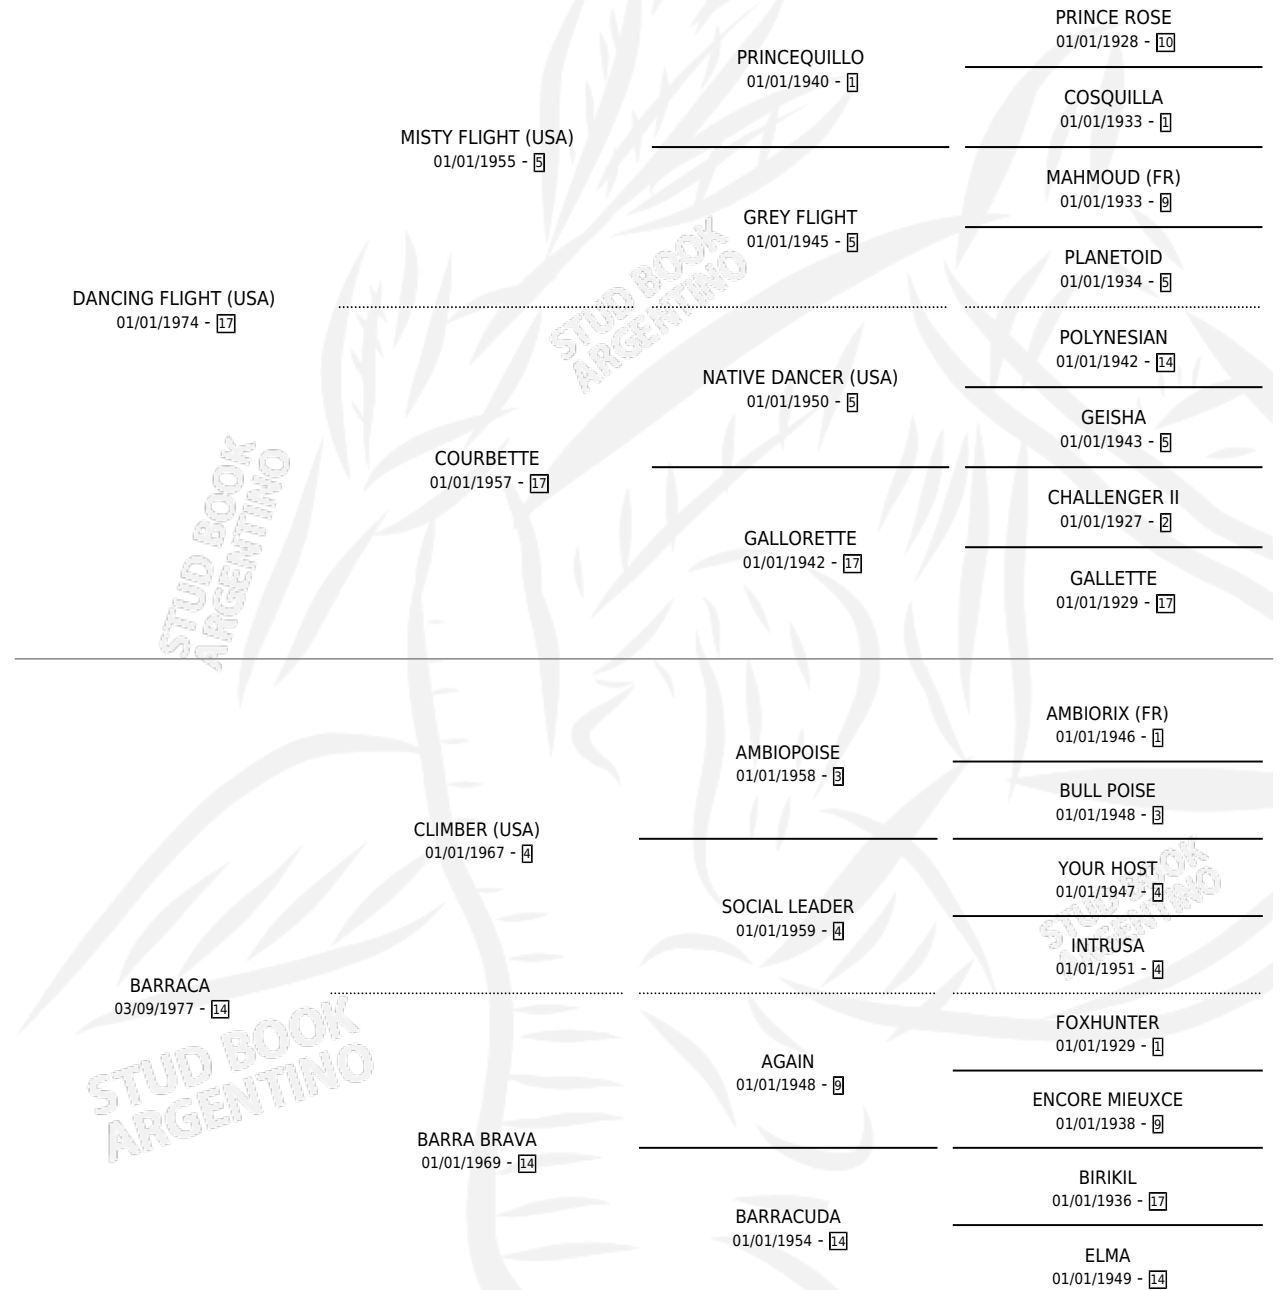 PRINCE ROSE
01/01/1928 - 10
PRINCEQUILLO
01/01/1940 - 1
COSQUILLA
01/01/1933 - 1
MISTY FLIGHT (USA)
01/01/1955 - 5
MAHMOUD (FR)
01/01/1933 - 9
GREY FLIGHT
01/01/1945 - 5
PLANETOID
01/01/1934 - 5
DANCING FLIGHT (USA)
01/01/1974 - 17
POLYNESIAN
01/01/1942 - 14
NATIVE DANCER (USA)
01/01/1950 - 5
GEISHA
01/01/1943 - 5
COURBETTE
01/01/1957 - 17
CHALLENGER II
01/01/1927 - 2
GALLORETTE
01/01/1942 - 17
GALLETTE
01/01/1929 - 17
STUD BOOK
ARGENTINO
STUD BOOK
ARGENTINO
AMBIORIX (FR)
01/01/1946 - 1
AMBIOPOISE
01/01/1958 - 3
BULL POISE
01/01/1948 - 3
CLIMBER (USA)
01/01/1967 - 4
YOUR HOST
01/01/1947 - 4
SOCIAL LEADER
01/01/1959 - 4
INTRUSA
01/01/1951 - 4
STUD BOOK
ARGENTINO
BARRACA
03/09/1977 - 14
FOXHUNTER
01/01/1929 - 1
AGAIN
01/01/1948 - 9
ENCORE MIEUXCE
01/01/1938 - 9
BARRA BRAVA
01/01/1969 - 14
BIRIKIL
01/01/1936 - 17
BARRACUDA
01/01/1954 - 14
ELMA
01/01/1949 - 14
STUD BOOK
ARGENTINO